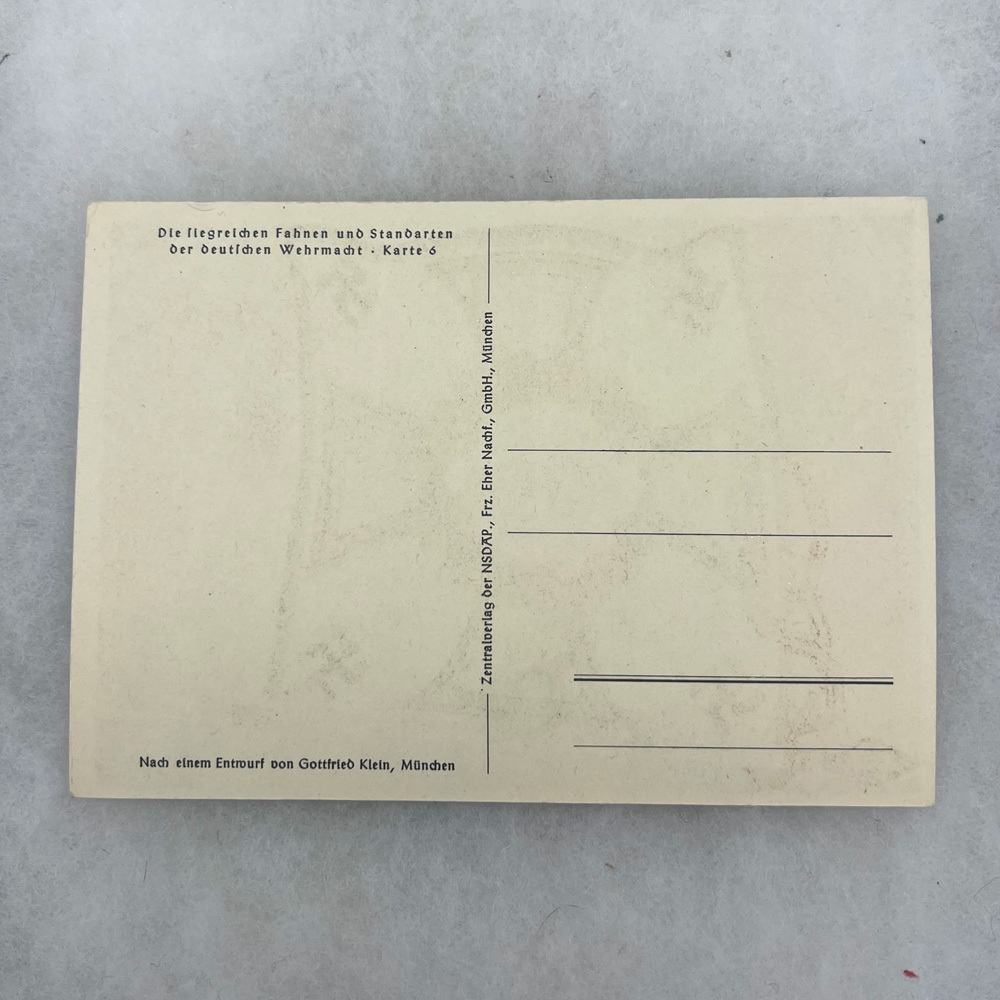 Die ſiegreichen Fahnen und Standarten
der deutſchen Wehrmacht · Karte 6
Zentralverlag der NSDAP., Frz. Eher Nachf., GmbH., München
Nach einem Entwurf von Gottfried Klein, München